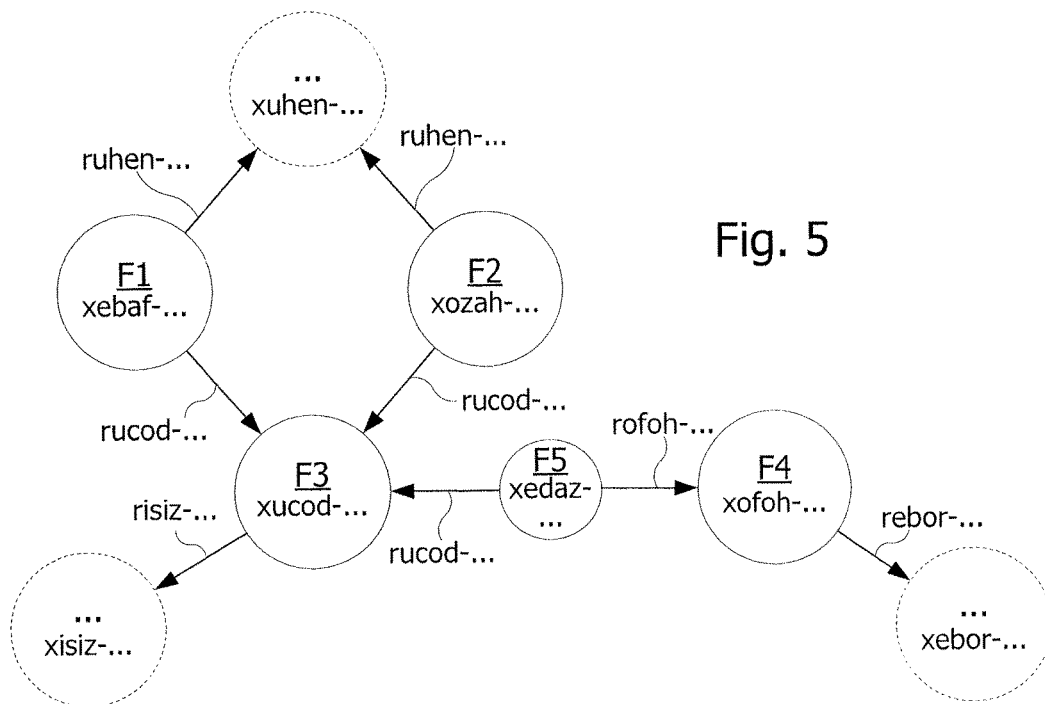 ...
xuhen-...
ruhen-...
ruhen-...
F1
xebaf-...
F2
xozah-...
Fig. 5
rucod-...
rucod-...
rofoh-...
F3
xucod-...
F5
xedaz-
...
F4
xofoh-...
risiz-...
rucod-...
rebor-...
...
xisiz-...
...
xebor-...